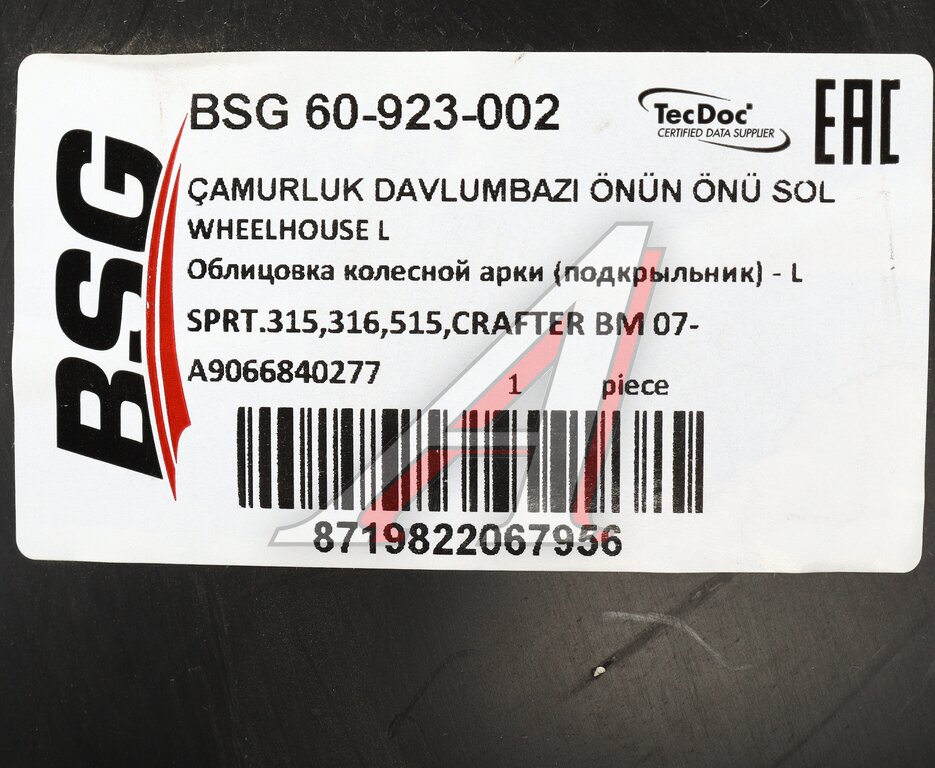 BSG
BSG 60-923-002
TecDoc
CERTIFIED DATA SUPPLIER
EAC
ÇAMURLUK DAVLUMBAZI ÖNÜN ÖNÜ SOL
WHEELHOUSE L
Облицовка колесной арки (подкрыльник) - L
SPRT.315,316,515,CRAFTER BM 07-
A9066840277
1 piece
8719822067956